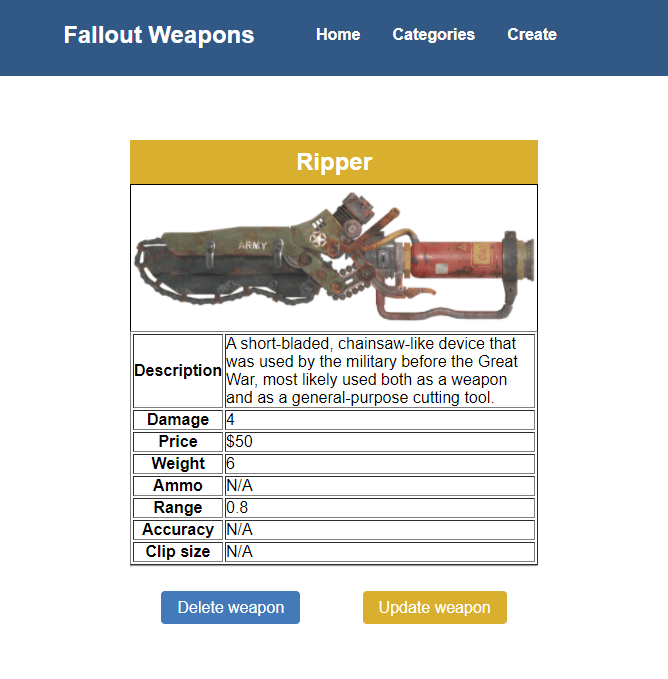 Fallout Weapons Home Categories Create
Ripper
ARMY
Description A short-bladed, chainsaw-like device that
was used by the military before the Great
War, most likely used both as a weapon
and as a general-purpose cutting tool.
Damage 4
Price $50
Weight 6
Ammo N/A
Range 0.8
Accuracy N/A
Clip size N/A
Delete weapon Update weapon